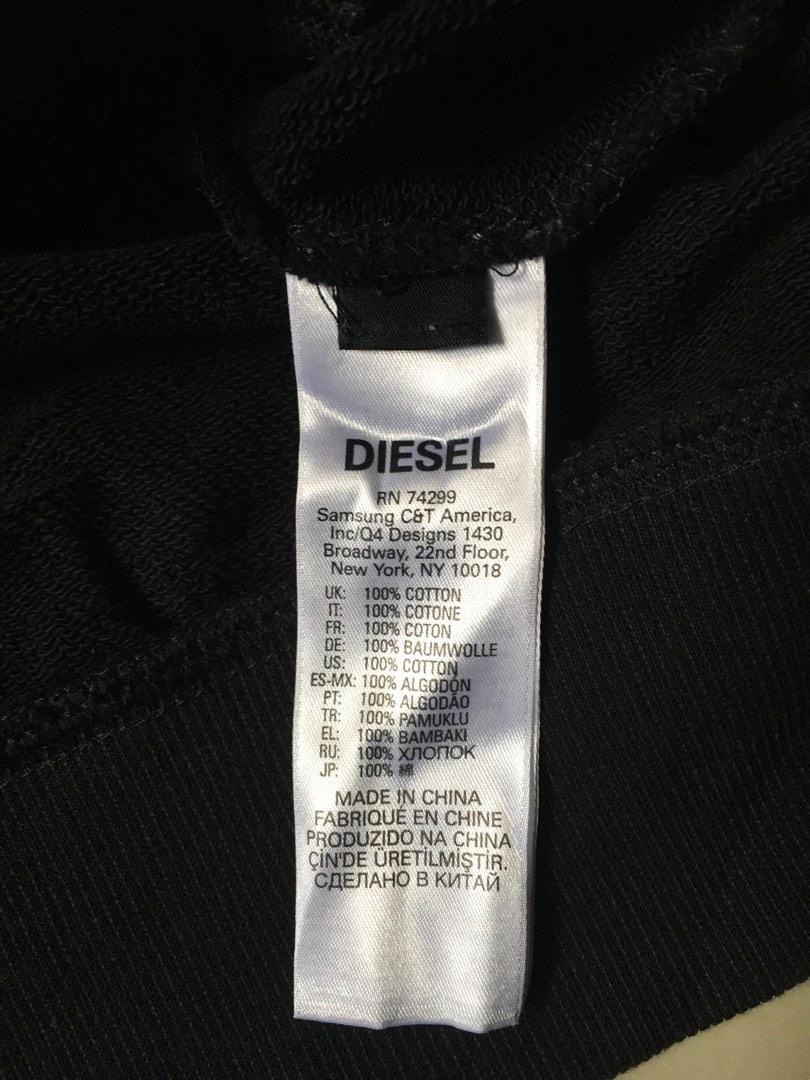 DIESEL
RN 74299
Samsung C&T America,
Inc/Q4 Designs 1430
Broadway, 22nd Floor,
New York, NY 10018
UK: 100% COTTON
IT: 100% COTONE
FR: 100% COTON
DE: 100% BAUMWOLLE
US: 100% COTTON
ES-MX: 100% ALGODÓN
PT: 100% ALGODÃO
TR: 100% PAMUKLU
EL: 100% BAMBAKI
RU: 100% ХЛОПОК
JP: 100% 綿
MADE IN CHINA
FABRIQUÉ EN CHINE
PRODUZIDO NA CHINA
ÇİN'DE ÜRETİLMİŞTİR.
СДЕЛАНО В КИТАЙ